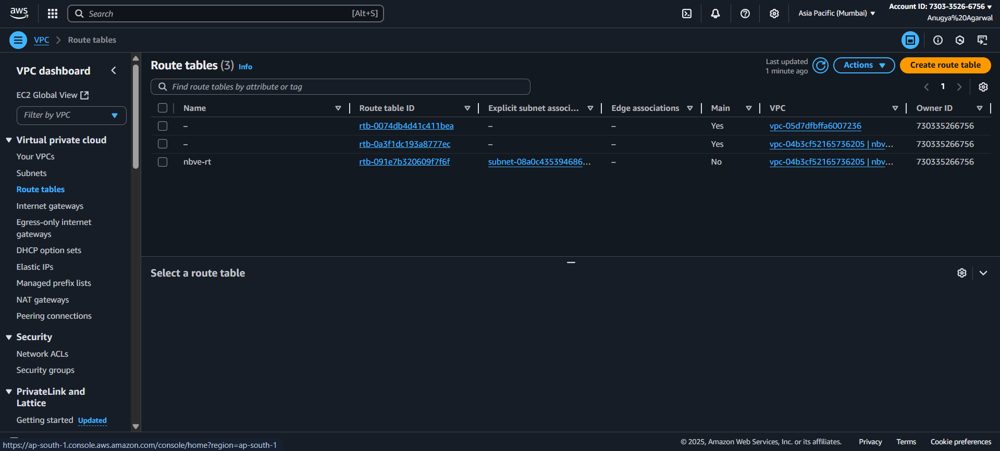 aws
Search [Alt+S]
Asia Pacific (Mumbai)
Account ID: 7303-3526-6756
Anugya%20Agarwal
VPC > Route tables
VPC dashboard
EC2 Global View
Filter by VPC
Virtual private cloud
Your VPCs
Subnets
Route tables
Internet gateways
Egress-only internet
gateways
DHCP option sets
Elastic IPs
Managed prefix lists
NAT gateways
Peering connections
Security
Network ACLs
Security groups
PrivateLink and
Lattice
Getting started Updated
Route tables (3) Info
Last updated
1 minute ago
Actions
Create route table
Find route tables by attribute or tag
1
Name Route table ID Explicit subnet associ... Edge associations Main VPC Owner ID
– rtb-0074db4d41c411bea – – Yes vpc-05d7dfbffa6007236 730335266756
– rtb-0a3f1dc193a8777ec – – Yes vpc-04b3cf52165736205 | nbv... 730335266756
nbve-rt rtb-091e7b320609f7f6f subnet-08a0c435394686... – No vpc-04b3cf52165736205 | nbv... 730335266756
Select a route table
https://ap-south-1.console.aws.amazon.com/console/home?region=ap-south-1
© 2025, Amazon Web Services, Inc. or its affiliates. Privacy Terms Cookie preferences